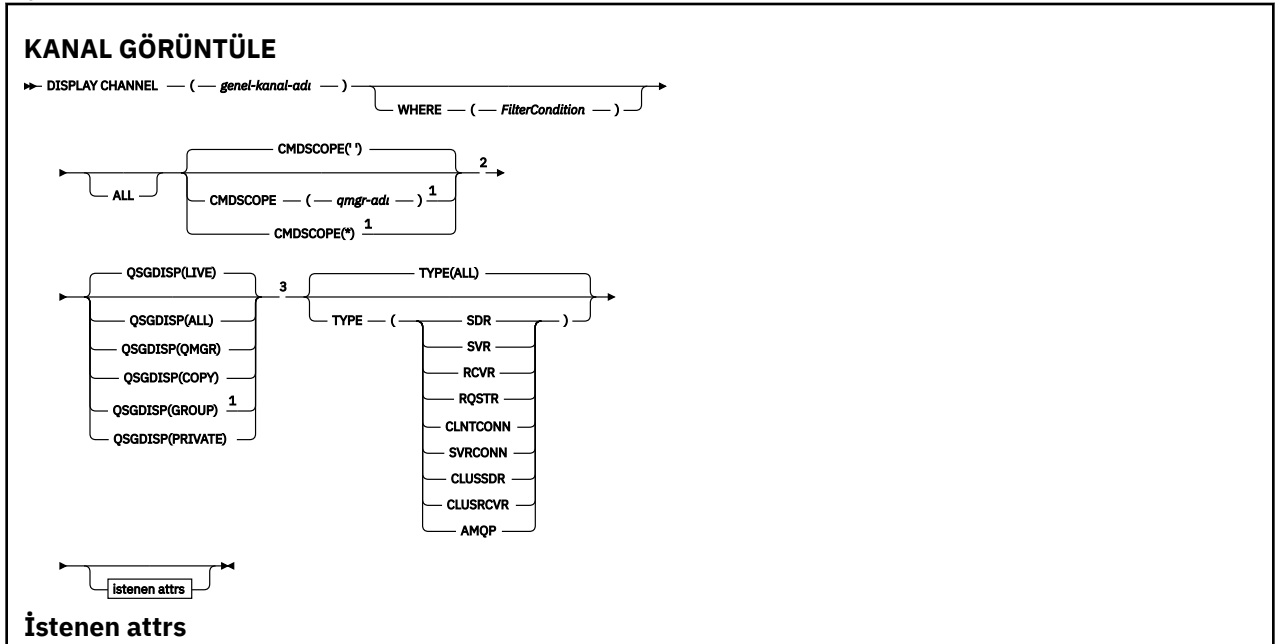 KANAL GÖRÜNTÜLE
DISPLAY CHANNEL — ( — genel-kanal-adı — )
WHERE — ( — FilterCondition — )
CMDSCOPE(' ')
2
ALL
CMDSCOPE — ( — qmgr-adı — ) 1
CMDSCOPE(*) 1
QSGDISP(LIVE)
TYPE(ALL)
3
QSGDISP(ALL)
TYPE — ( — SDR — )
QSGDISP(QMGR)
SVR
QSGDISP(COPY)
RCVR
QSGDISP(GROUP) 1
RQSTR
QSGDISP(PRIVATE)
CLNTCONN
SVRCONN
CLUSSDR
CLUSRCVR
AMQP
istenen attrs
İstenen attrs